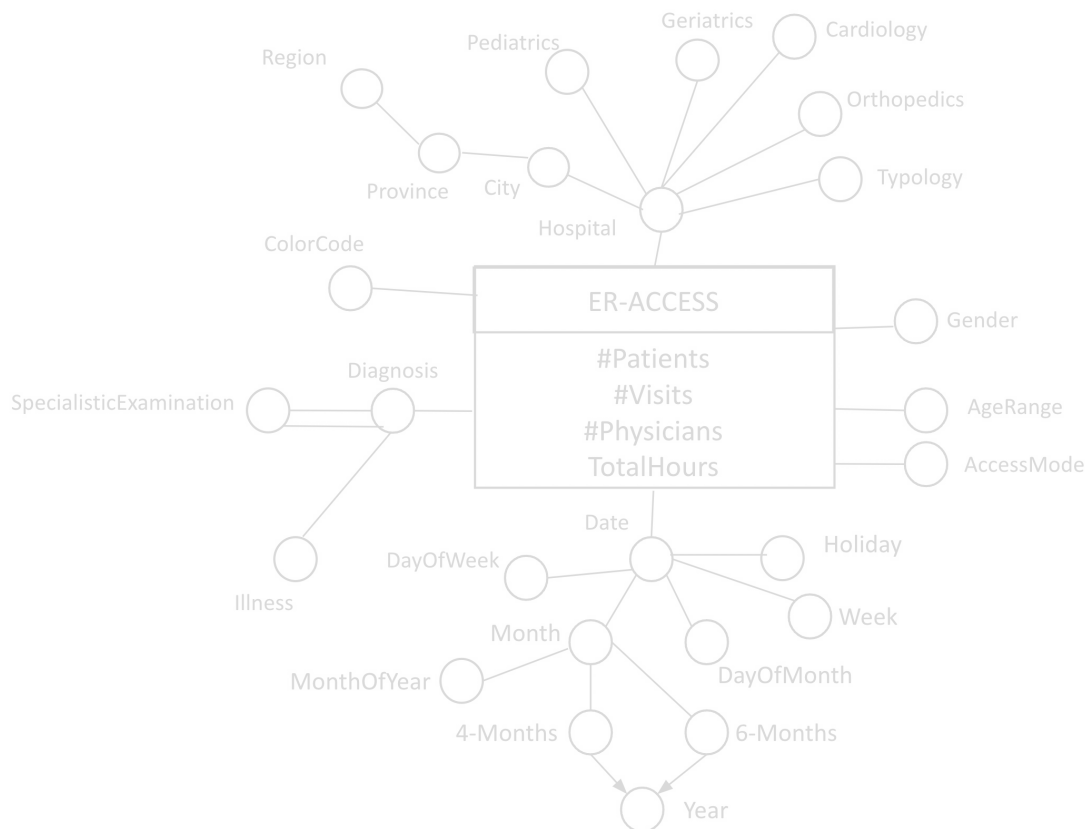 Geriatrics
Cardiology
Pediatrics
Region
Orthopedics
Typology
City
Province
Hospital
ColorCode
ER-ACCESS
Gender
#Patients
Diagnosis
#Visits
SpecialisticExamination
AgeRange
#Physicians
AccessMode
TotalHours
Date
Holiday
DayOfWeek
Illness
Week
Month
DayOfMonth
MonthOfYear
4-Months
6-Months
Year